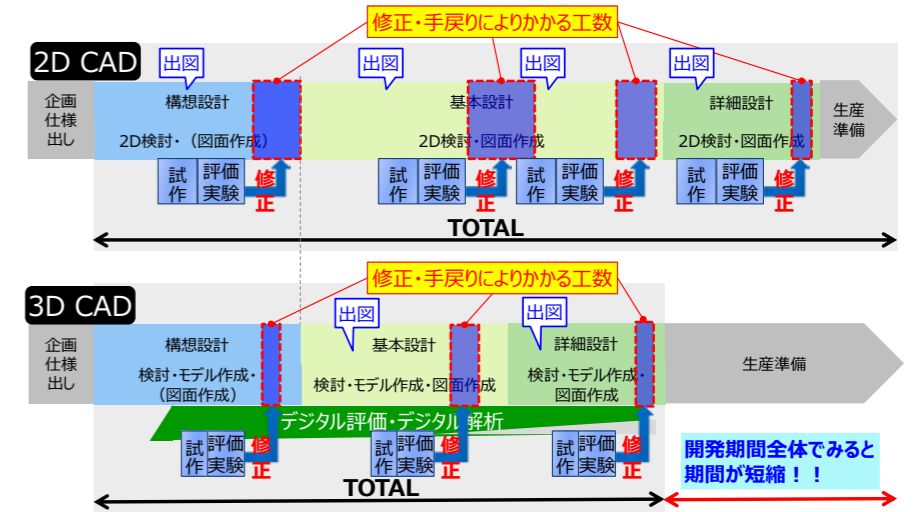 修正・手戻りによりかかる工数
2D CAD
出図
出図
出図
出図
企画
仕様
出し
構想設計
2D検討・（図面作成）
基本設計
2D検討・図面作成
詳細設計
2D検討・図面作成
生産
準備
試作
評価
実験
修正
試作
評価
実験
修正
試作
評価
実験
修正
試作
評価
実験
修正
TOTAL
修正・手戻りによりかかる工数
3D CAD
出図
出図
企画
仕様
出し
構想設計
検討・モデル作成・
（図面作成）
基本設計
検討・モデル作成・図面作成
詳細設計
検討・モデル作成・
図面作成
生産準備
デジタル評価・デジタル解析
試作
評価
実験
修正
試作
評価
実験
修正
試作
評価
実験
修正
開発期間全体でみると
期間が短縮！！
TOTAL